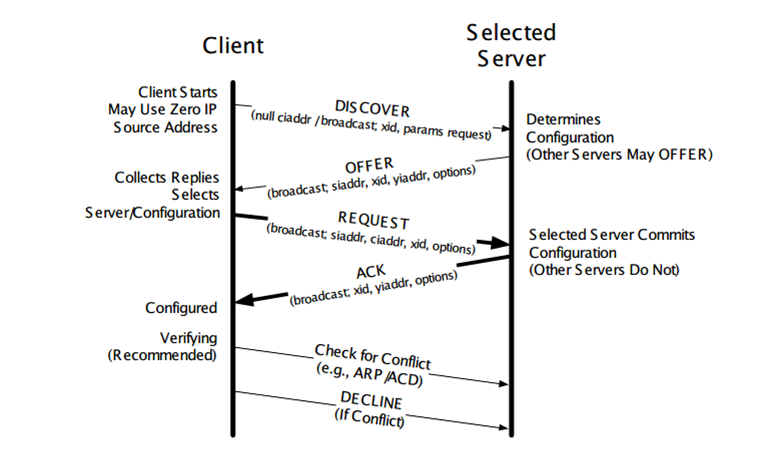 Client
Selected
Server
Client Starts
May Use Zero IP
Source Address
DISCOVER
(null ciaddr / broadcast; xid, params request)
Determines
Configuration
(Other Servers May OFFER)
OFFER
(broadcast; siaddr, xid, yiaddr, options)
Collects Replies
Selects
Server/Configuration
REQUEST
(broadcast; siaddr, ciaddr, xid, options)
Selected Server Commits
Configuration
(Other Servers Do Not)
ACK
(broadcast; xid, yiaddr, options)
Configured
Verifying
(Recommended)
Check for Conflict
(e.g., ARP/ACD)
DECLINE
(If Conflict)